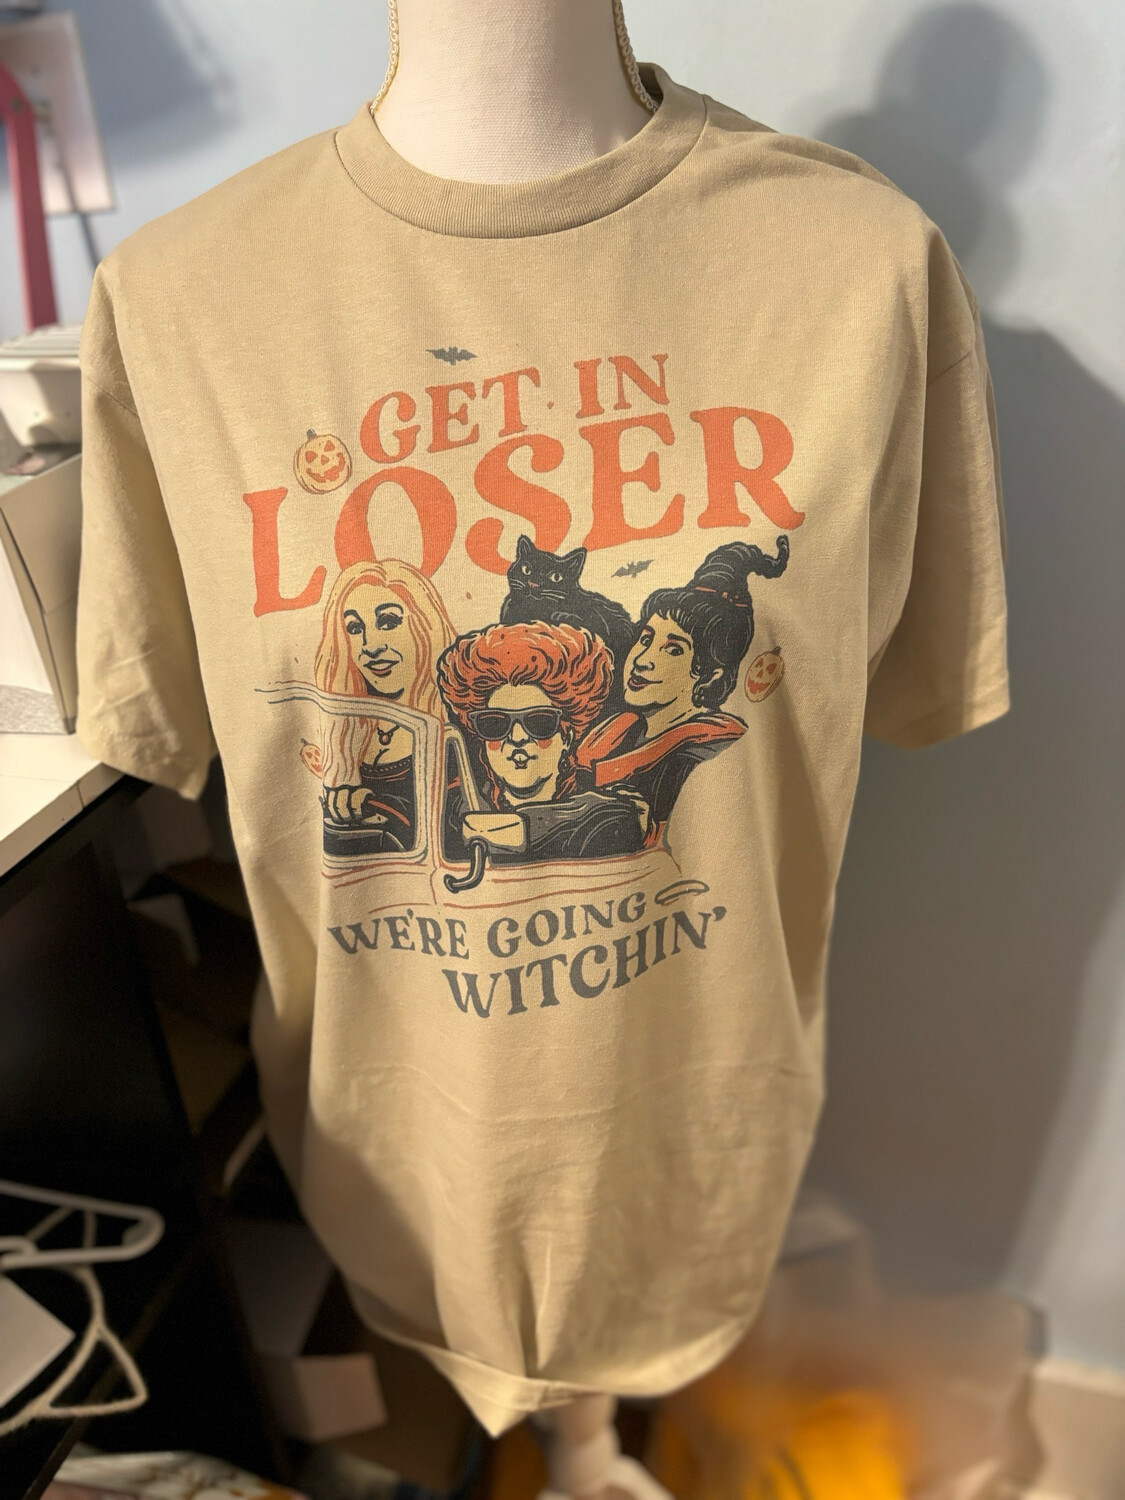 GET IN
LOSER
WE'RE GOING
WITCHIN'